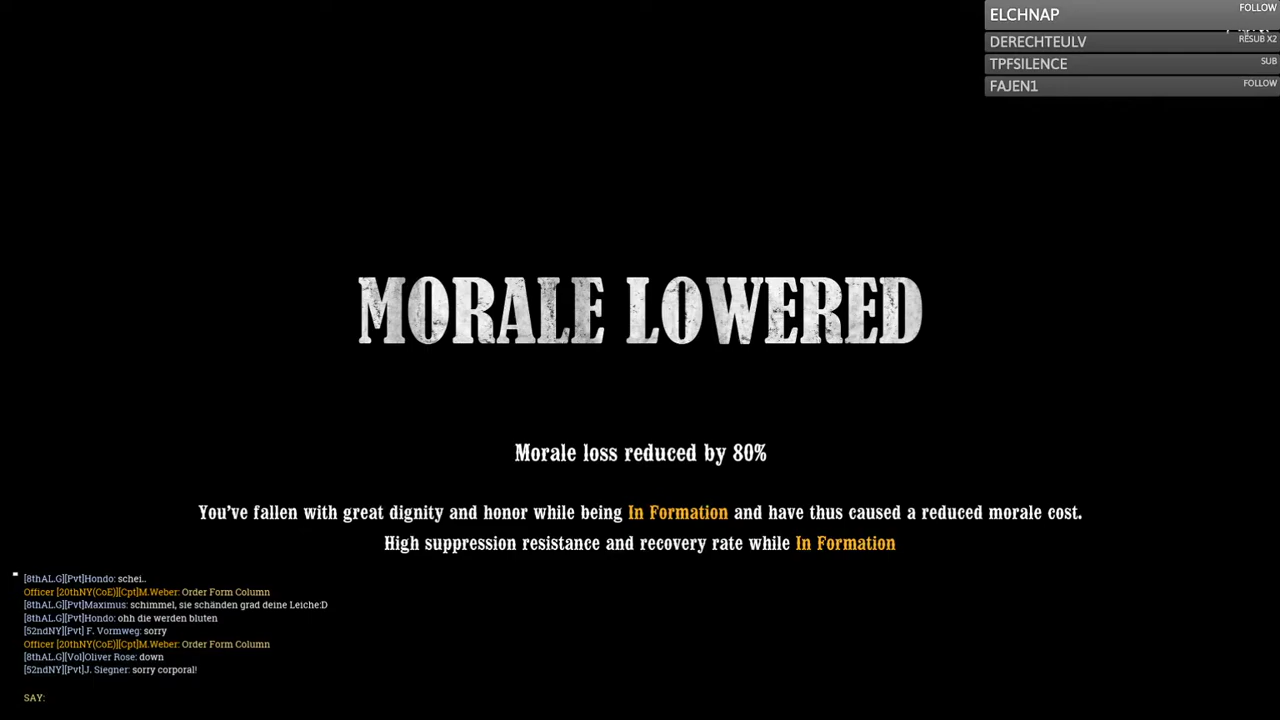 ELCHNAP FOLLOW
DERECHTEULV RESUB X2
TPFSILENCE SUB
FAJEN1 FOLLOW
MORALE LOWERED
Morale loss reduced by 80%
You've fallen with great dignity and honor while being In Formation and have thus caused a reduced morale cost.
High suppression resistance and recovery rate while In Formation
[8thAL.G][Pvt]Hondo: schei..
Officer [20thNY(CoE)][Cpt]M.Weber: Order Form Column
[8thAL.G][Pvt]Maximus: schimmel, sie schänden grad deine Leiche:D
[8thAL.G][Pvt]Hondo: ohh die werden bluten
[52ndNY][Pvt] F. Vormweg: sorry
Officer [20thNY(CoE)][Cpt]M.Weber: Order Form Column
[8thAL.G][Vol]Oliver Rose: down
[52ndNY][Pvt]J. Siegner: sorry corporal!
SAY: